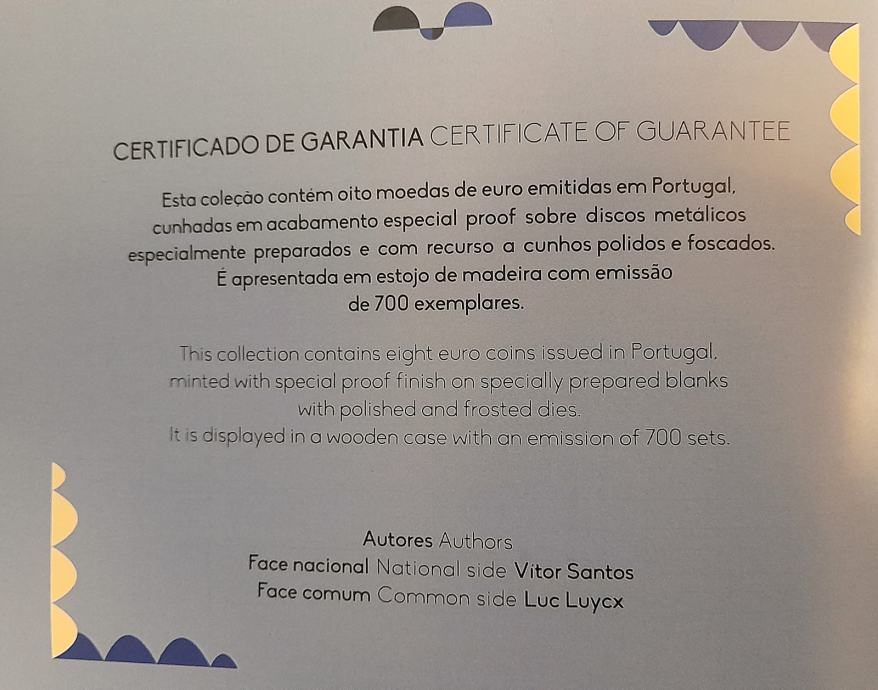 CERTIFICADO DE GARANTIA CERTIFICATE OF GUARANTEE
Esta coleção contém oito moedas de euro emitidas em Portugal,
cunhadas em acabamento especial proof sobre discos metálicos
especialmente preparados e com recurso a cunhos polidos e foscados.
É apresentada em estojo de madeira com emissão
de 700 exemplares.
This collection contains eight euro coins issued in Portugal,
minted with special proof finish on specially prepared blanks
with polished and frosted dies.
It is displayed in a wooden case with an emission of 700 sets.
Autores Authors
Face nacional National side Vitor Santos
Face comum Common side Luc Luycx